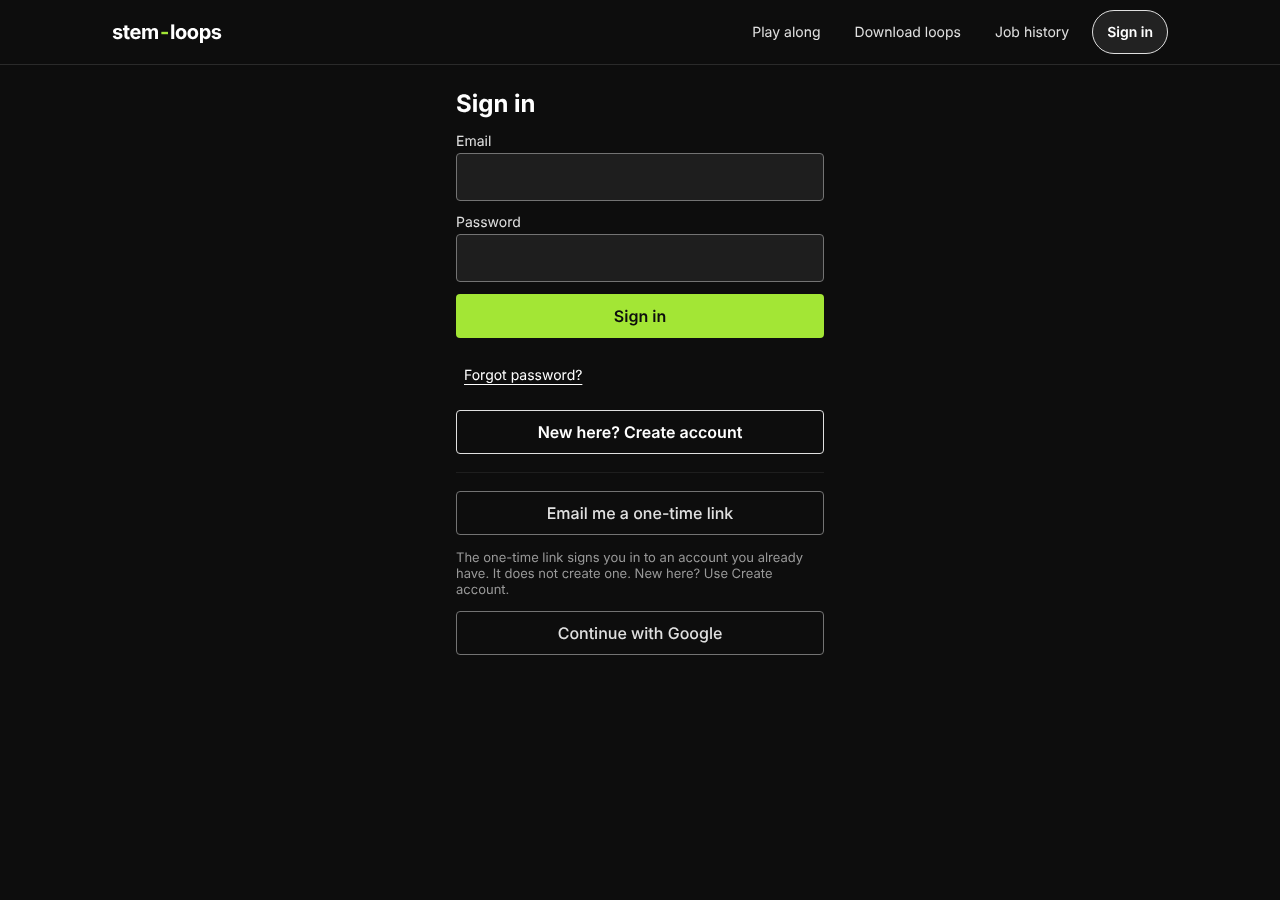 stem-loops
Play along
Download loops
Job history
Sign in
Sign in
Email
Password
Sign in
Forgot password?
New here? Create account
Email me a one-time link
The one-time link signs you in to an account you already
have. It does not create one. New here? Use Create
account.
Continue with Google